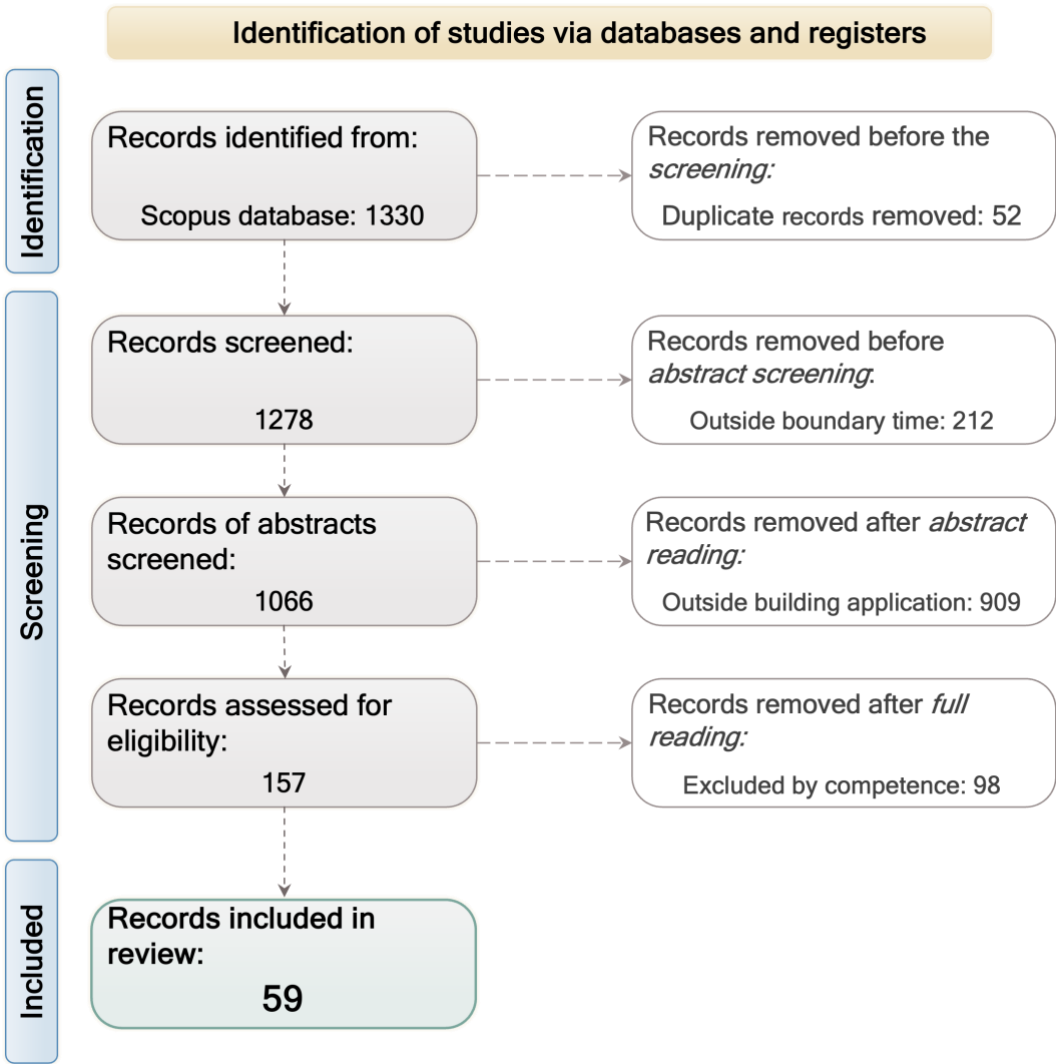 Identification of studies via databases and registers
Identification
Records identified from:
Scopus database: 1330
Records removed before the
screening:
Duplicate records removed: 52
Screening
Records screened:
1278
Records removed before
abstract screening.
Outside boundary time: 212
Records of abstracts
screened:
1066
Records removed after abstract
reading:
Outside building application: 909
Records assessed for
eligibility:
157
Records removed after full
reading:
Excluded by competence: 98
Included
Records included in
review:
59